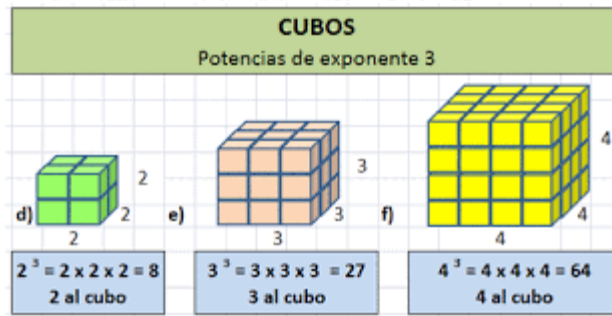 CUBOS
Potencias de exponente 3
d) 2 2 2
e) 3 3 3
f) 4 4 4
2 ³ = 2 x 2 x 2 = 8
2 al cubo
3 ³ = 3 x 3 x 3 = 27
3 al cubo
4 ³ = 4 x 4 x 4 = 64
4 al cubo